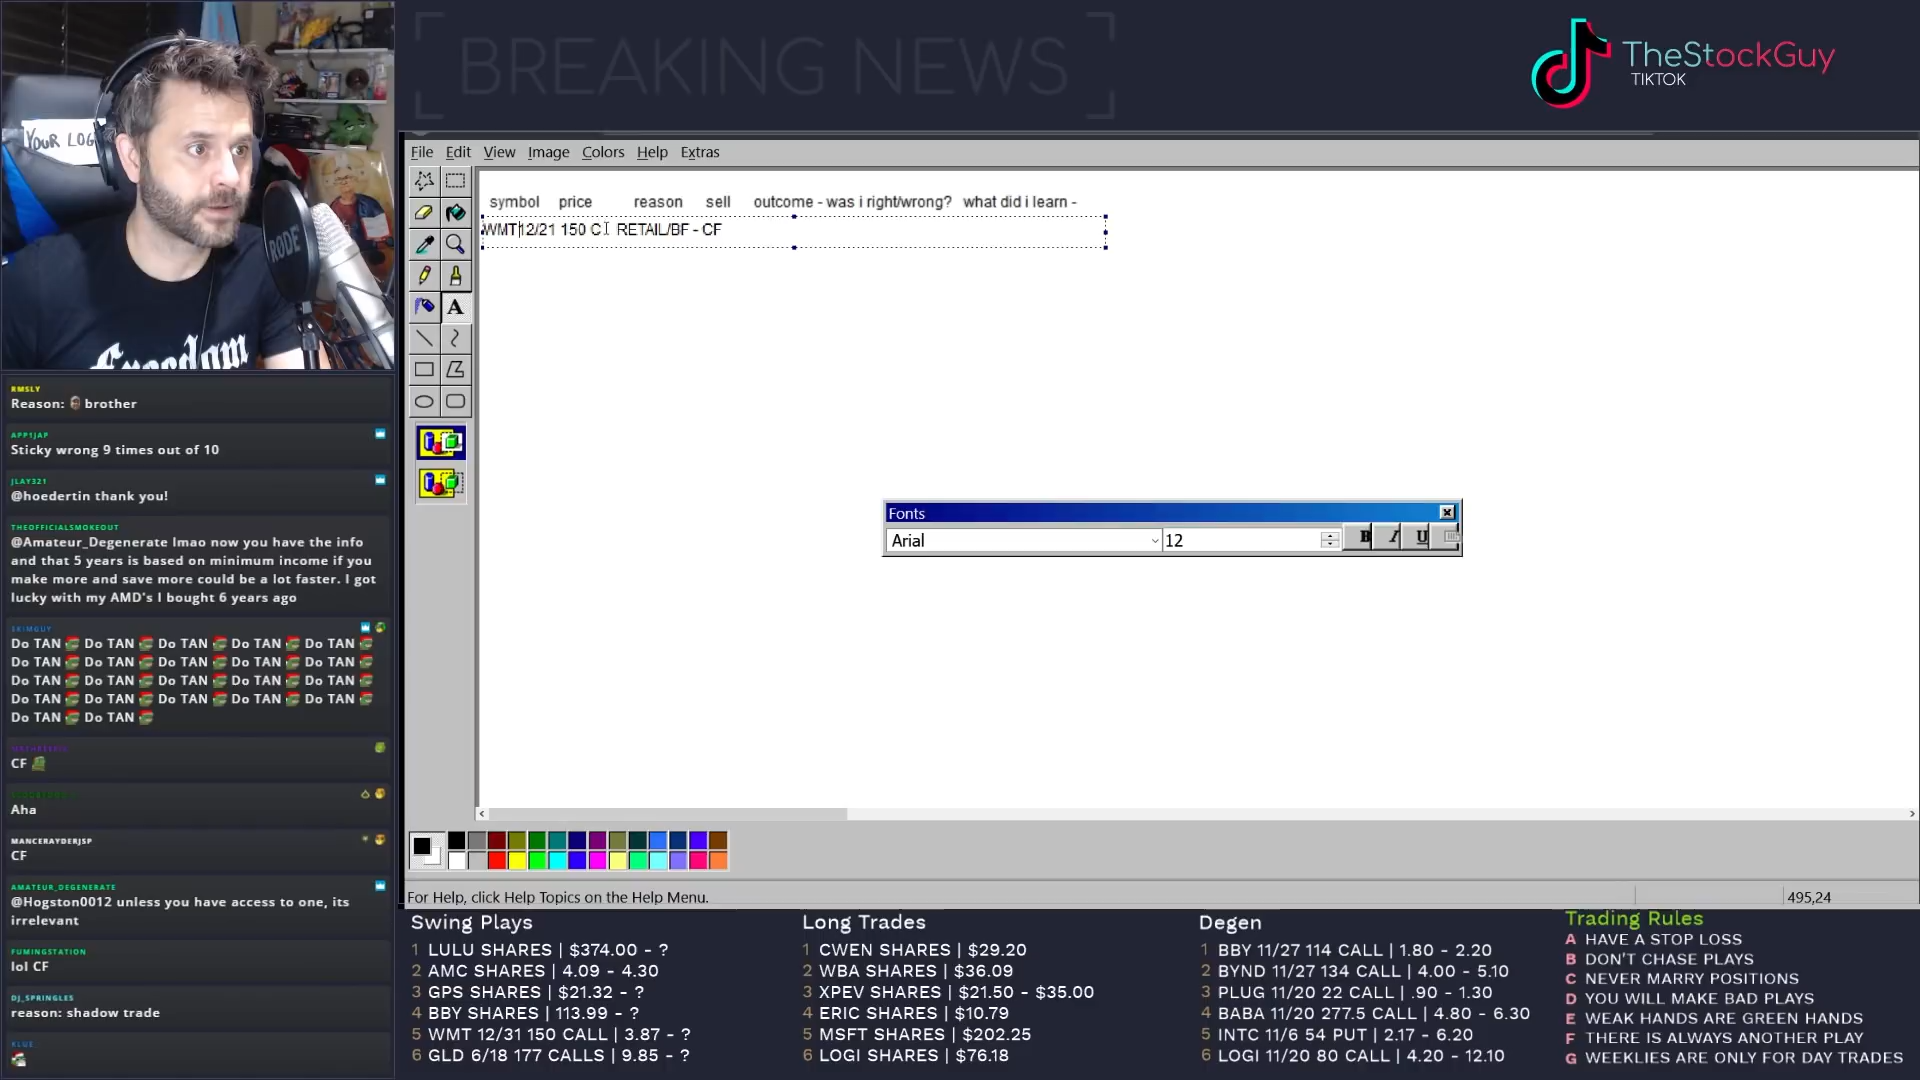 BREAKING NEWS
TheStockGuy
TIKTOK
YOUR LOG
RODE
Freedom
File Edit View Image Colors Help Extras
symbol price reason sell outcome - was i right/wrong? what did i learn -
WMT12/21 150 C RETAIL/BF - CF
A
Fonts
Arial 12 B I U
For Help, click Help Topics on the Help Menu. 495,24
RMSLY
Reason: brother
APP1JAP
Sticky wrong 9 times out of 10
JLAY321
@hoedertin thank you!
THEOFFICIALSMOKEOUT
@Amateur_Degenerate lmao now you have the info
and that 5 years is based on minimum income if you
make more and save more could be a lot faster. I got
lucky with my AMD's I bought 6 years ago
SKIMGUY
Do TAN Do TAN Do TAN Do TAN Do TAN
Do TAN Do TAN Do TAN Do TAN Do TAN
Do TAN Do TAN Do TAN Do TAN Do TAN
Do TAN Do TAN Do TAN Do TAN Do TAN
Do TAN Do TAN
CF
Aha
MANCERAYDERJSP
CF
AMATEUR_DEGENERATE
@Hogston0012 unless you have access to one, its
irrelevant
FUMINGSTATION
lol CF
DJ_SPRINGLES
reason: shadow trade
KLUE
Swing Plays
1 LULU SHARES | $374.00 - ?
2 AMC SHARES | 4.09 - 4.30
3 GPS SHARES | $21.32 - ?
4 BBY SHARES | 113.99 - ?
5 WMT 12/31 150 CALL | 3.87 - ?
6 GLD 6/18 177 CALLS | 9.85 - ?
Long Trades
1 CWEN SHARES | $29.20
2 WBA SHARES | $36.09
3 XPEV SHARES | $21.50 - $35.00
4 ERIC SHARES | $10.79
5 MSFT SHARES | $202.25
6 LOGI SHARES | $76.18
Degen
1 BBY 11/27 114 CALL | 1.80 - 2.20
2 BYND 11/27 134 CALL | 4.00 - 5.10
3 PLUG 11/20 22 CALL | .90 - 1.30
4 BABA 11/20 277.5 CALL | 4.80 - 6.30
5 INTC 11/6 54 PUT | 2.17 - 6.20
6 LOGI 11/20 80 CALL | 4.20 - 12.10
Trading Rules
A HAVE A STOP LOSS
B DON'T CHASE PLAYS
C NEVER MARRY POSITIONS
D YOU WILL MAKE BAD PLAYS
E WEAK HANDS ARE GREEN HANDS
F THERE IS ALWAYS ANOTHER PLAY
G WEEKLIES ARE ONLY FOR DAY TRADES